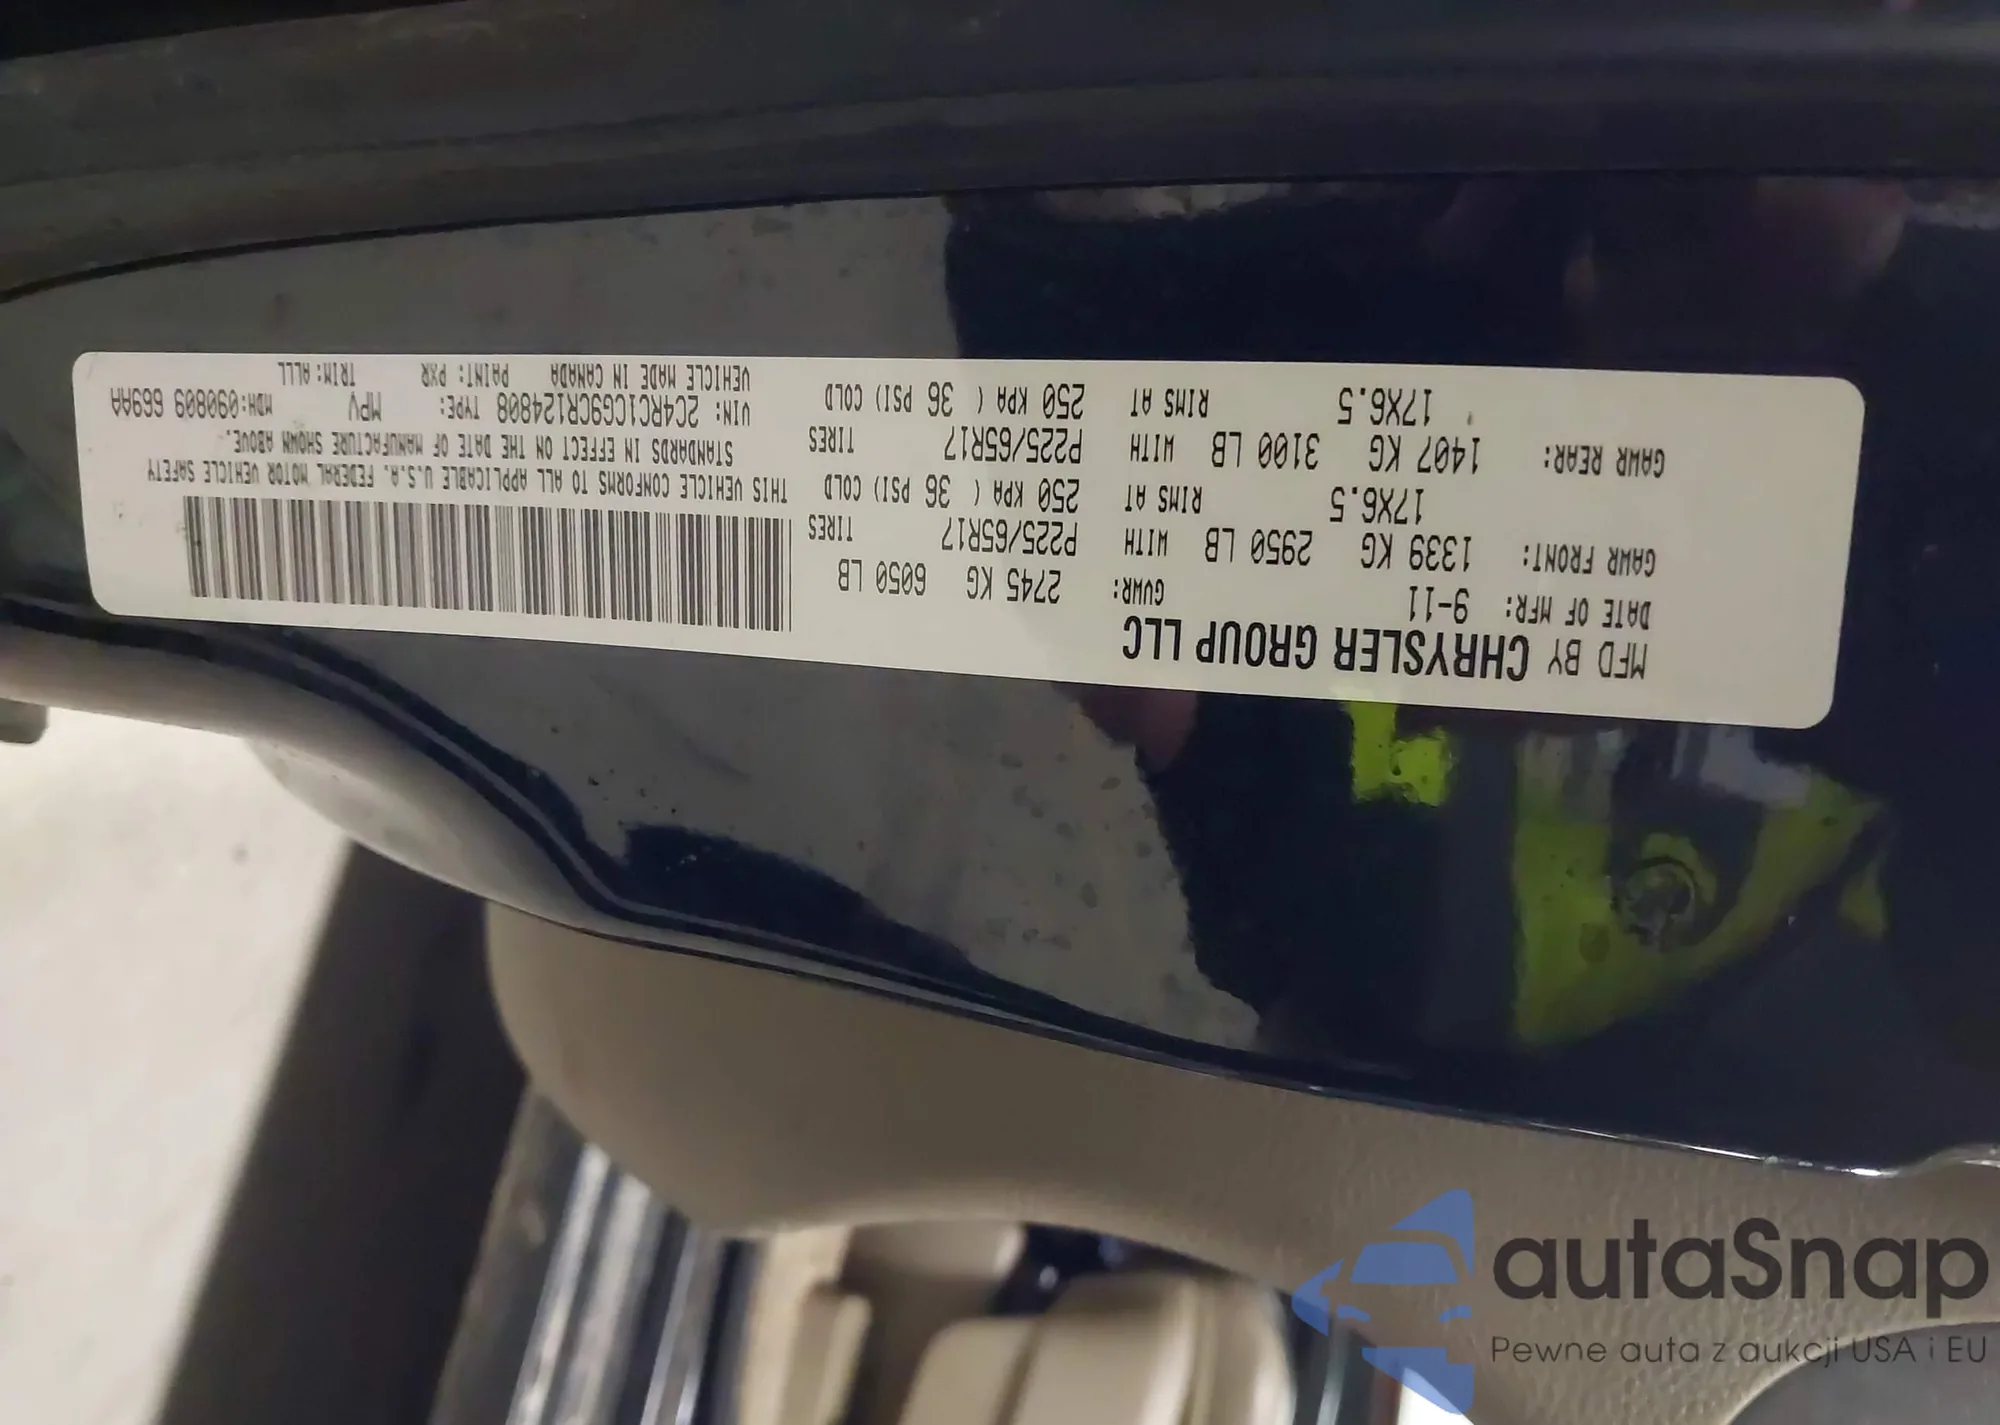 MFD BY CHRYSLER GROUP LLC
DATE OF MFR: 9-11 GVWR: 2745 KG 6050 LB
GAWR FRONT: 1339 KG 2950 LB WITH P225/65R17 TIRES
17X6.5 RIMS AT 250 KPA ( 36 PSI) COLD
GAWR REAR: 1407 KG 3100 LB WITH P225/65R17 TIRES
17X6.5 RIMS AT 250 KPA ( 36 PSI) COLD
THIS VEHICLE CONFORMS TO ALL APPLICABLE U.S.A. FEDERAL MOTOR VEHICLE SAFETY
STANDARDS IN EFFECT ON THE DATE OF MANUFACTURE SHOWN ABOVE.
VIN: 2C4RC1CG9CR124808 TYPE: MPV MDH:090809 669AA
VEHICLE MADE IN CANADA PAINT: PXR TRIM: ALLL
autaSnap
Pewne auta z aukcji USA i EU